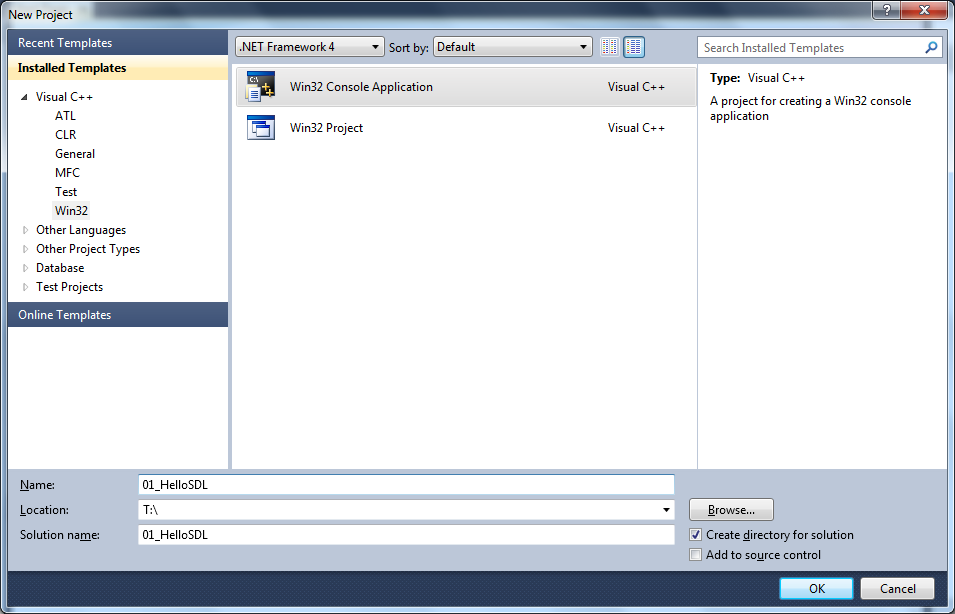 New Project
?
Recent Templates
Installed Templates
Visual C++
ATL
CLR
General
MFC
Test
Win32
Other Languages
Other Project Types
Database
Test Projects
Online Templates
.NET Framework 4
Sort by:
Default
Search Installed Templates
C:\
Win32 Console Application
Visual C++
Win32 Project
Visual C++
Type: Visual C++
A project for creating a Win32 console
application
Name:
01_HelloSDL
Location:
T:\
Browse...
Solution name:
01_HelloSDL
Create directory for solution
Add to source control
OK
Cancel